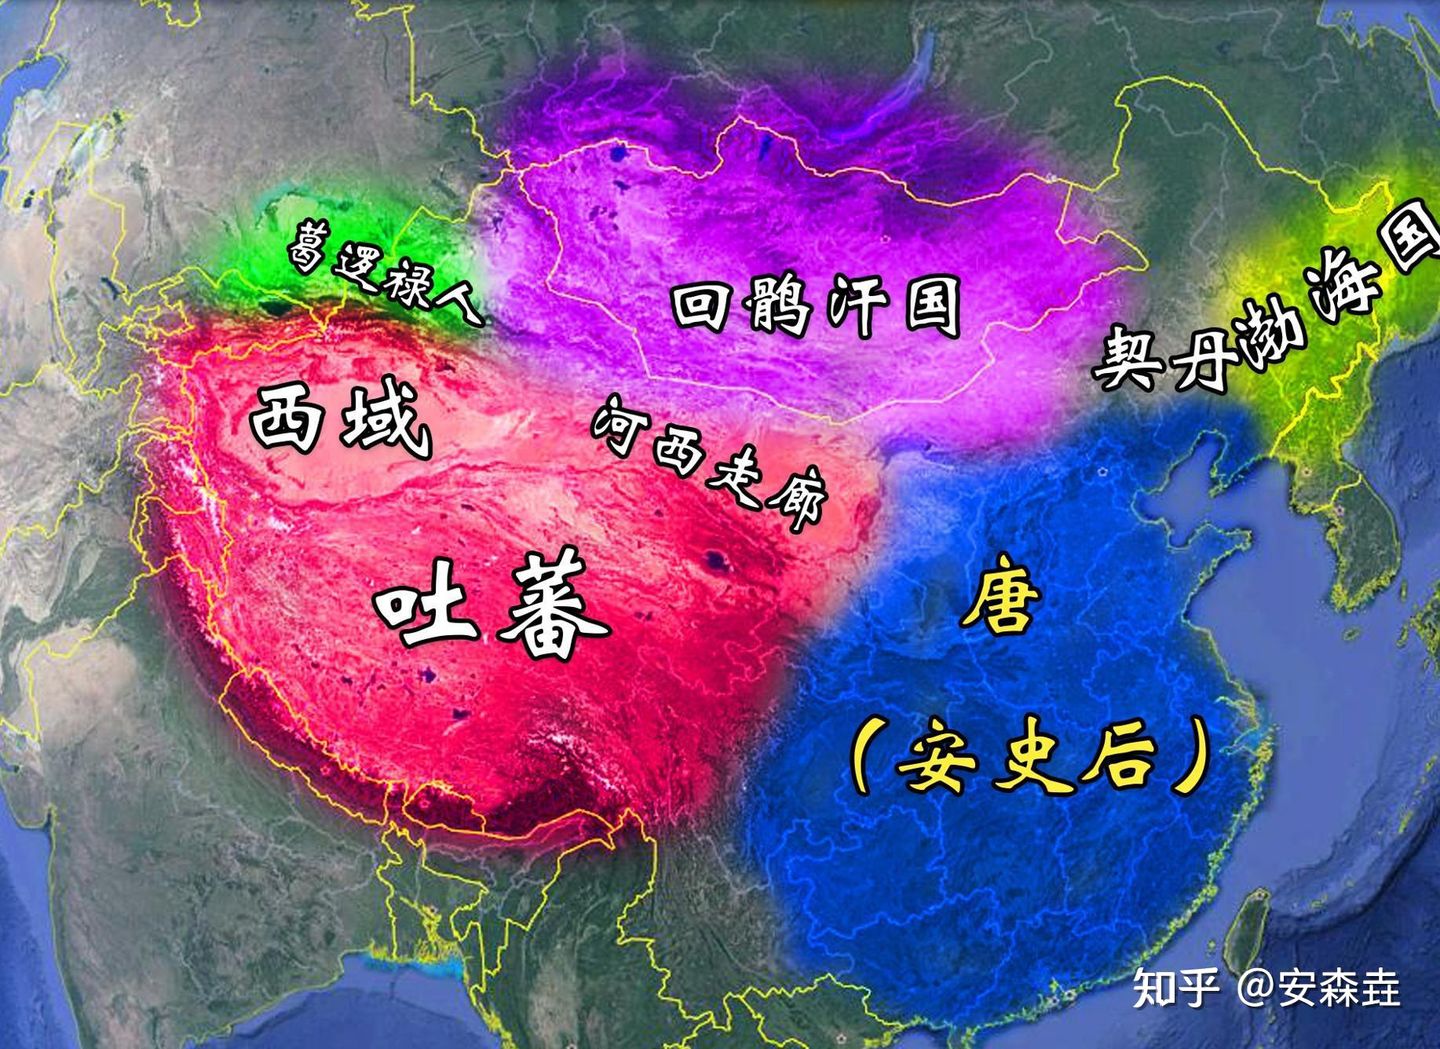 葛逻禄人
回鹘汗国
契丹
渤海国
西域
河西走廊
吐蕃
唐
（安史后）
知乎 @安森垚